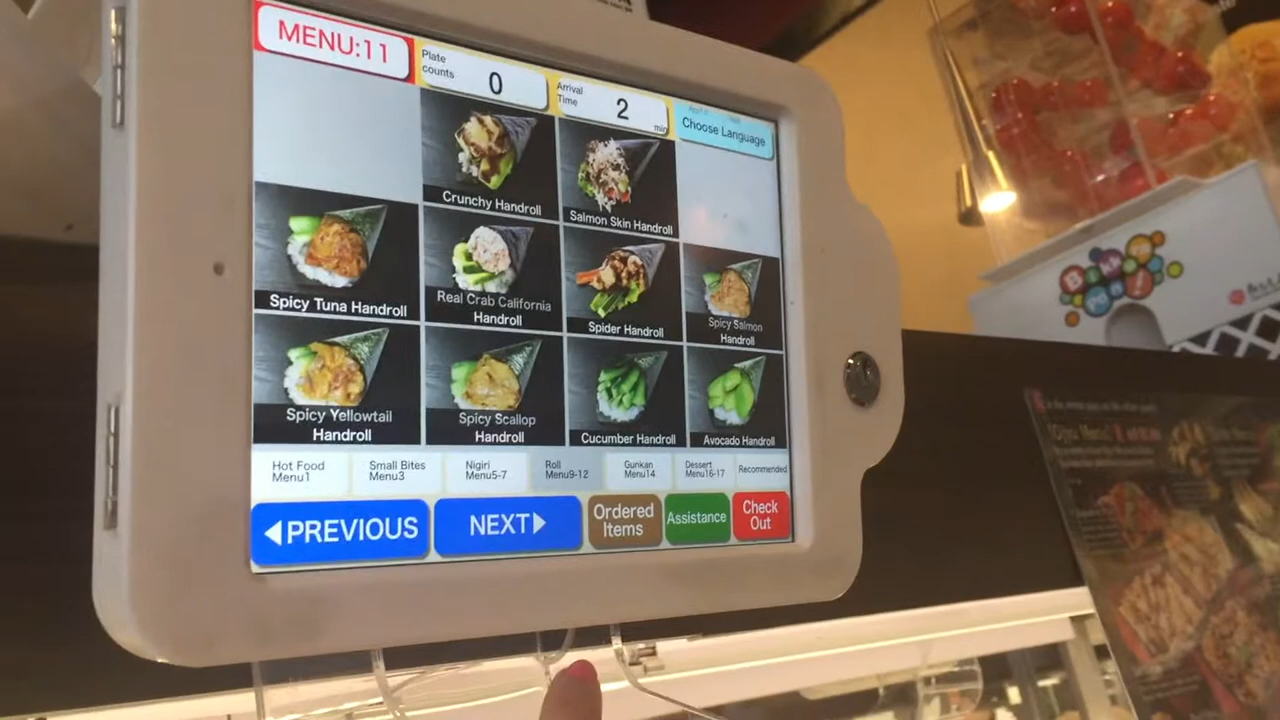 MENU:11
Plate
counts
0
Arrival
Time
2
min
Choose Language
Crunchy Handroll
Salmon Skin Handroll
Spicy Tuna Handroll
Real Crab California
Handroll
Spider Handroll
Spicy Salmon
Handroll
Spicy Yellowtail
Handroll
Spicy Scallop
Handroll
Cucumber Handroll
Avocado Handroll
Hot Food
Menu1
Small Bites
Menu3
Nigiri
Menu5-7
Roll
Menu9-12
Gunkan
Menu14
Dessert
Menu16-17
Recommended
PREVIOUS
NEXT
Ordered
Items
Assistance
Check
Out